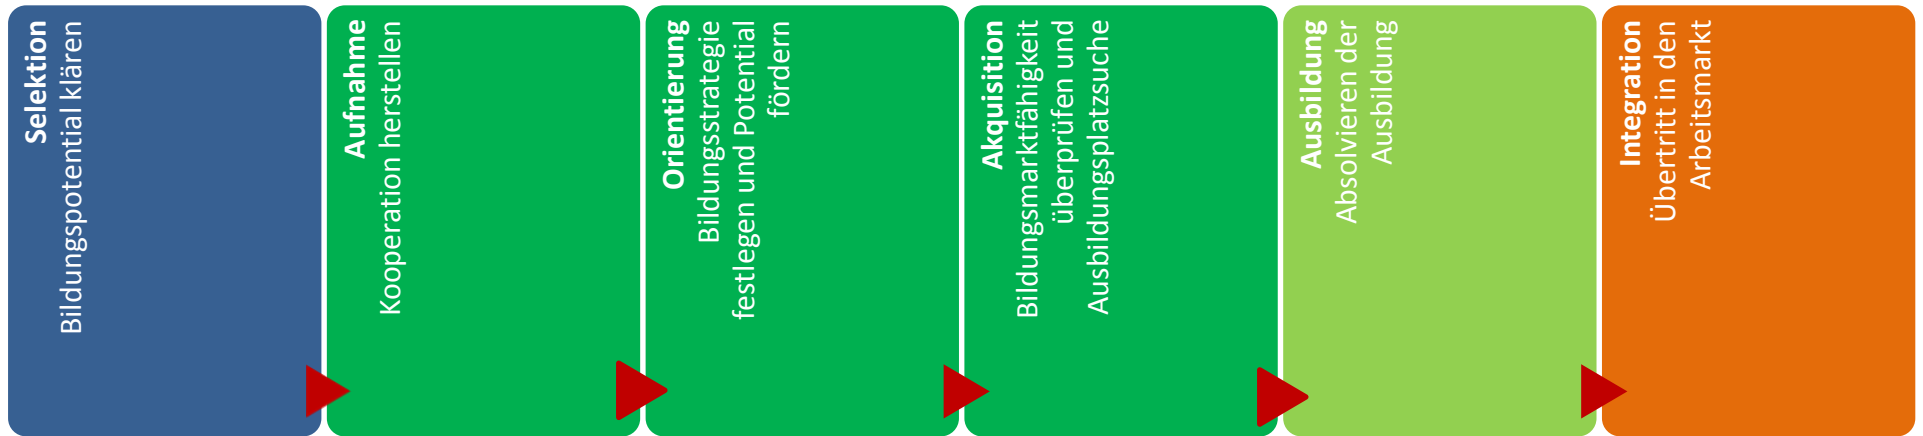 Selektion
Bildungspotential klären
Aufnahme
Kooperation herstellen
Orientierung
Bildungsstrategie
festlegen und Potential
fördern
Akquisition
Bildungsmarktfähigkeit
überprüfen und
Ausbildungsplatzsuche
Ausbildung
Absolvieren der
Ausbildung
Integration
Übertritt in den
Arbeitsmarkt